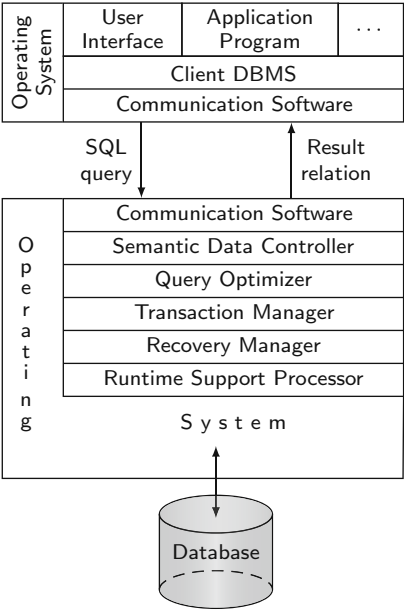 Operating
System
User
Interface
Application
Program
...
Client DBMS
Communication Software
SQL
query
Result
relation
Communication Software
Semantic Data Controller
Query Optimizer
Transaction Manager
Recovery Manager
Runtime Support Processor
Operating
System
Database